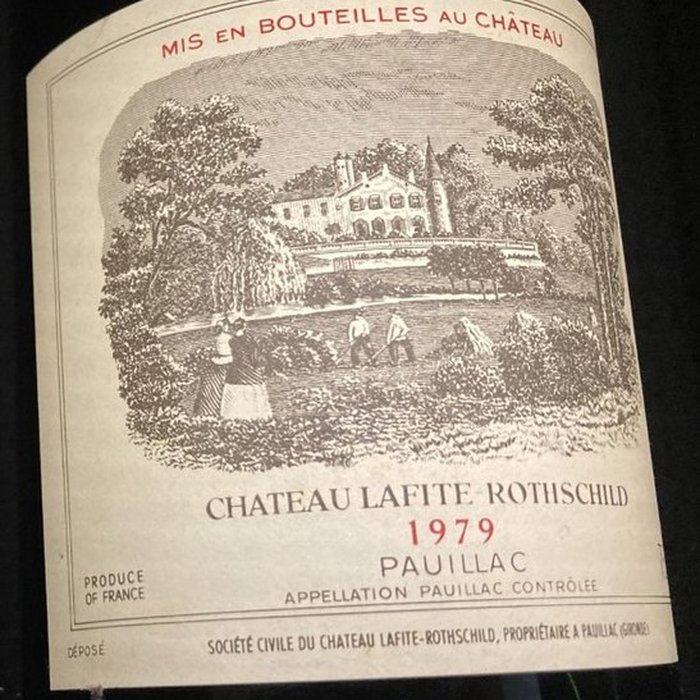 MIS EN BOUTEILLES AU CHÂTEAU
CHATEAU LAFITE-ROTHSCHILD
1979
PAUILLAC
APPELLATION PAUILLAC CONTRÔLÉE
PRODUCE
OF FRANCE
DÉPOSÉ
SOCIÉTÉ CIVILE DU CHATEAU LAFITE-ROTHSCHILD, PROPRIÉTAIRE A PAUILLAC (GIRONDE)